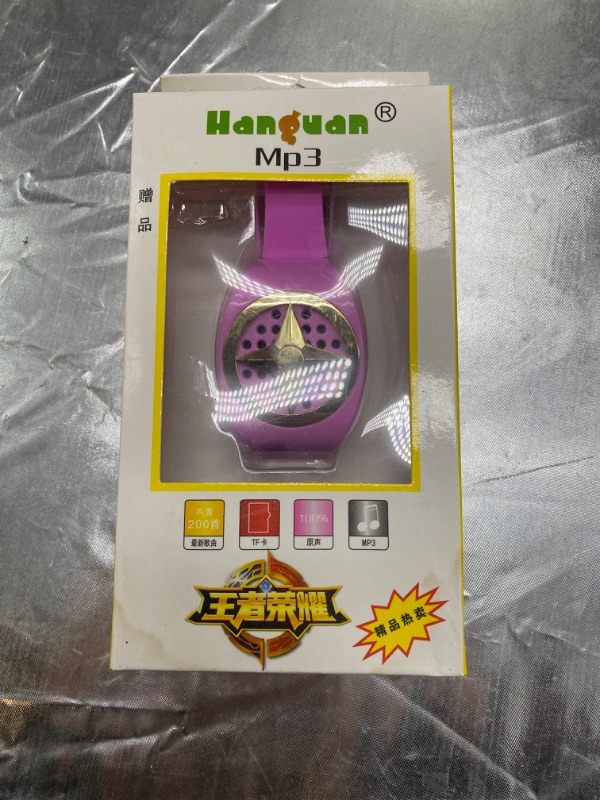 Hanguan®
Mp3
赠品
内置
200首
最新歌曲
TF卡
100%
原声
MP3
王者荣耀
精品热卖